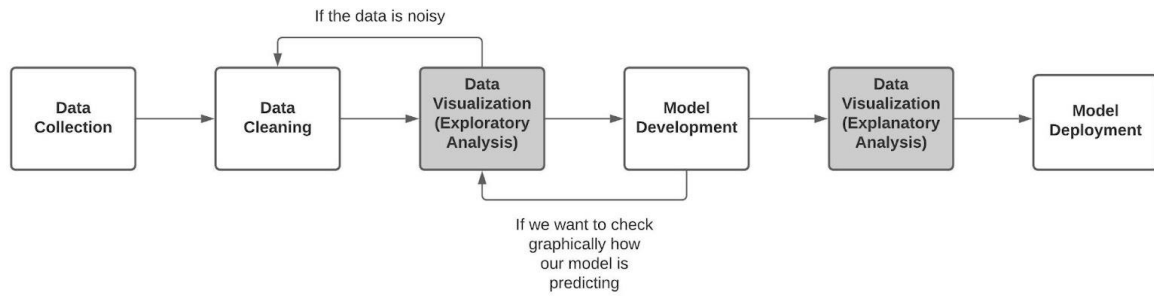 If the data is noisy
Data
Collection
Data
Cleaning
Data
Visualization
(Exploratory
Analysis)
Model
Development
Data
Visualization
(Explanatory
Analysis)
Model
Deployment
If we want to check
graphically how
our model is
predicting